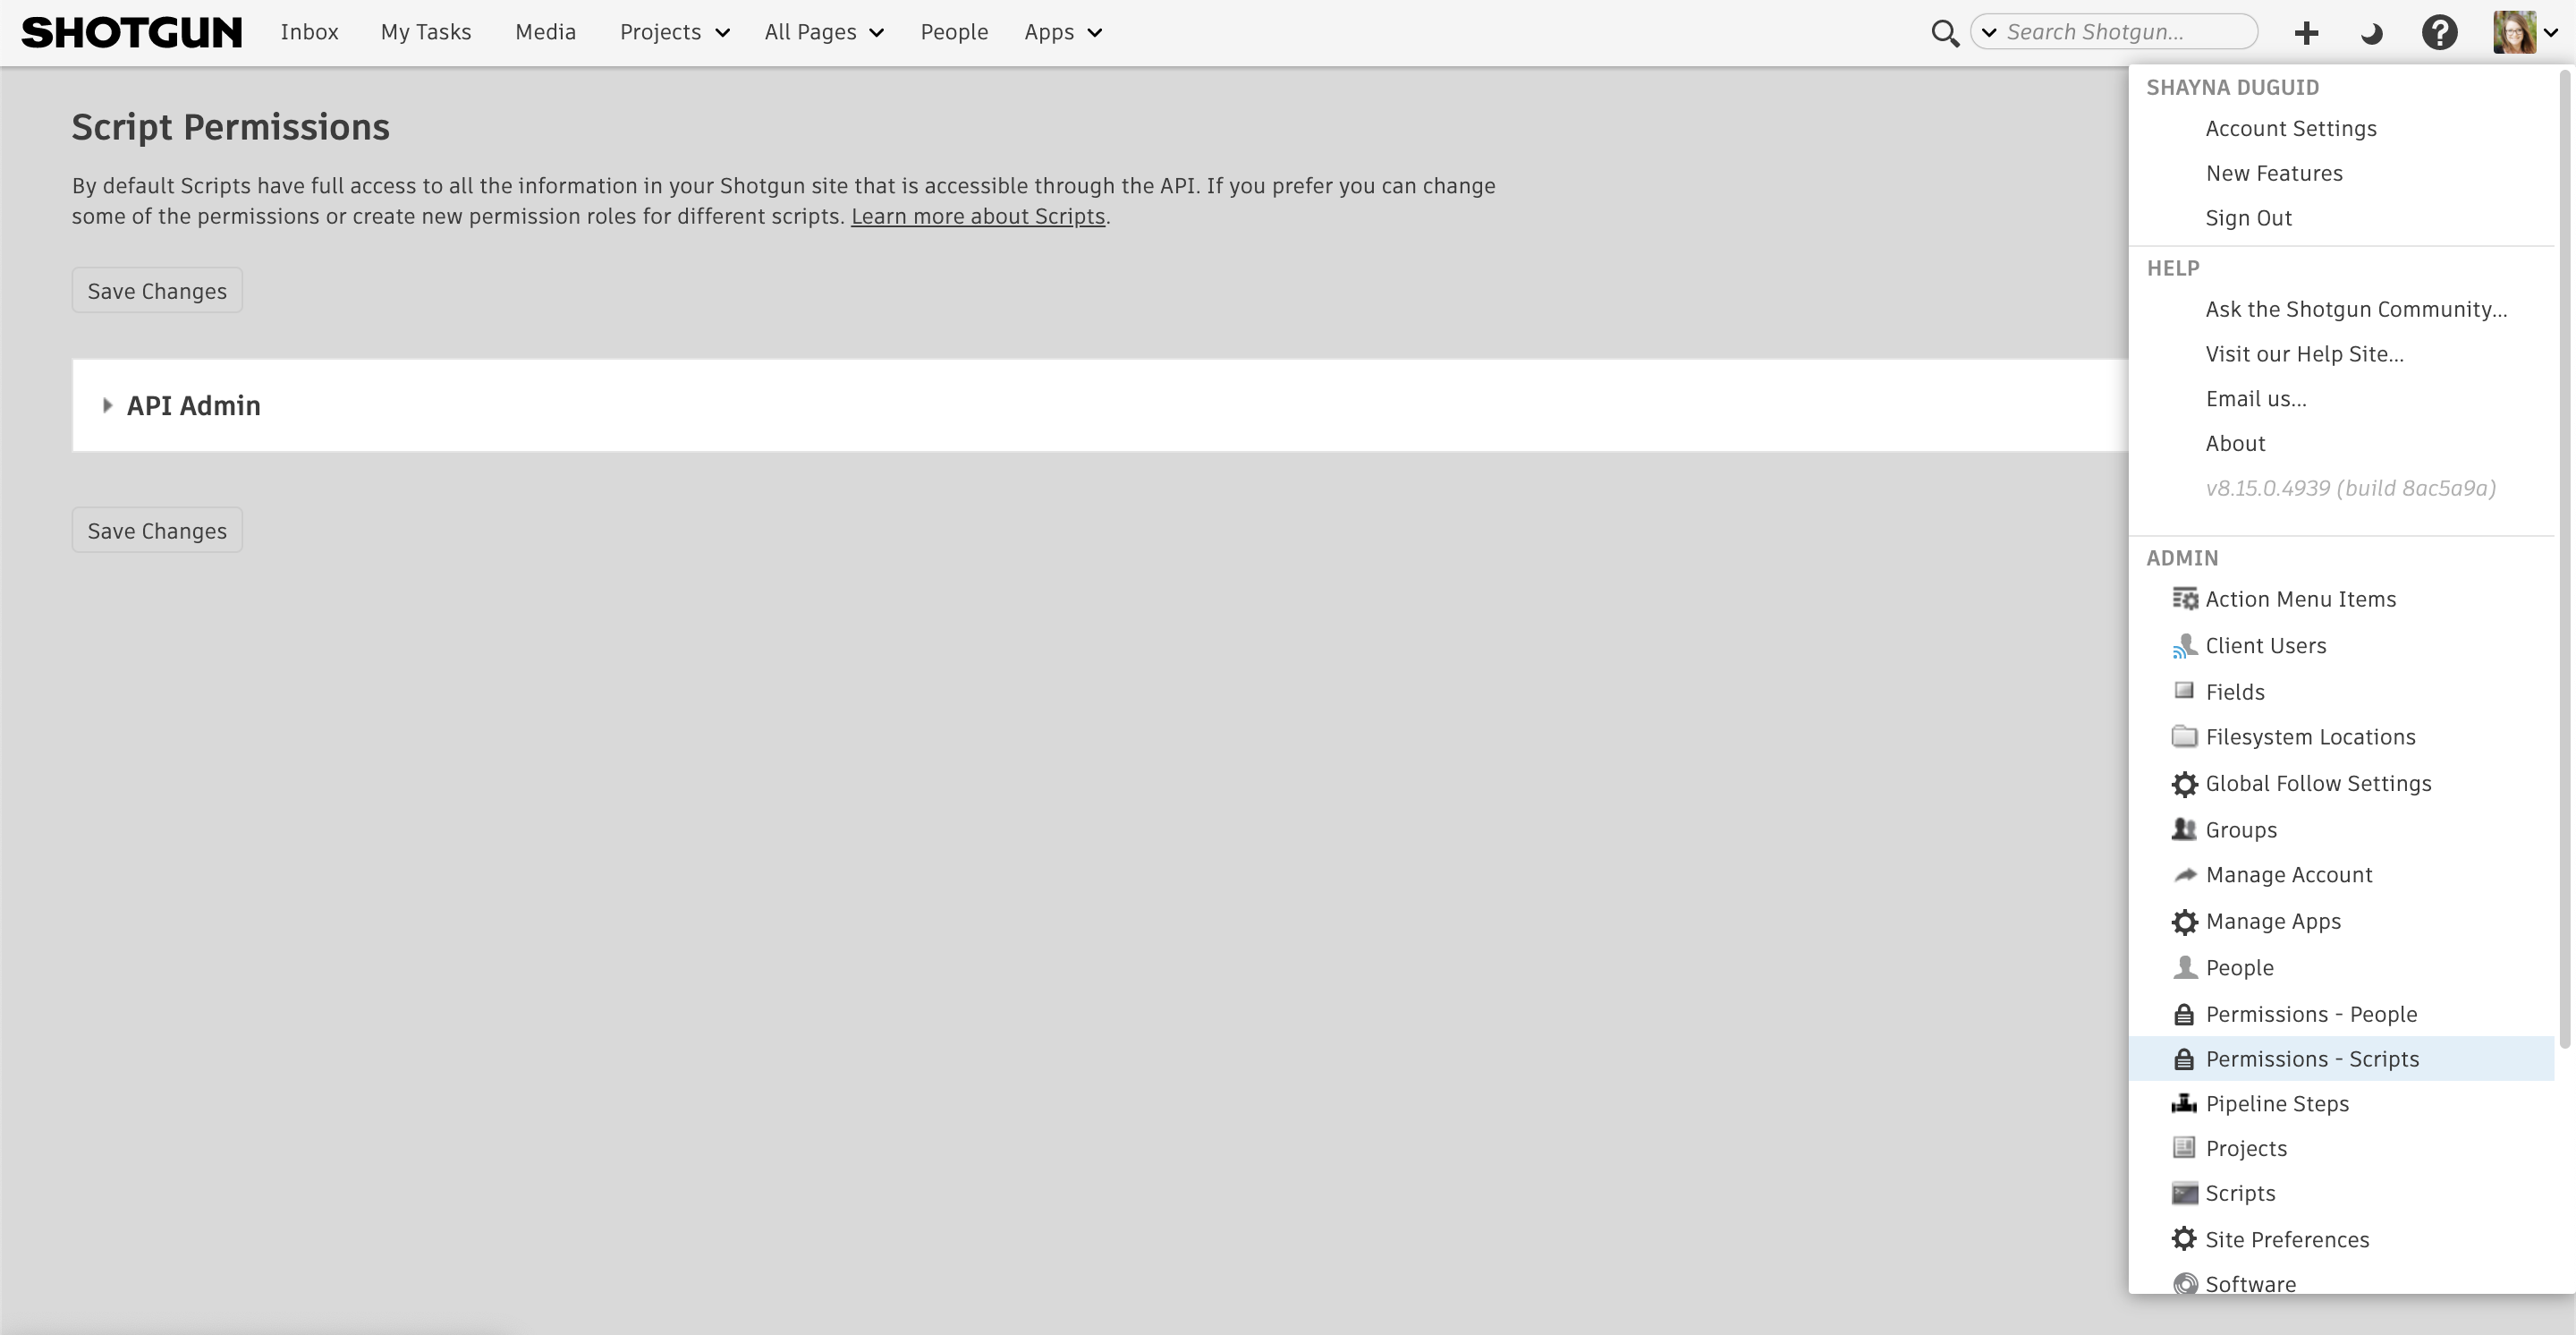 SHOTGUN Inbox My Tasks Media Projects All Pages People Apps Search Shotgun...
Script Permissions
By default Scripts have full access to all the information in your Shotgun site that is accessible through the API. If you prefer you can change
some of the permissions or create new permission roles for different scripts. Learn more about Scripts.
Save Changes
API Admin
Save Changes
SHAYNA DUGUID
Account Settings
New Features
Sign Out
HELP
Ask the Shotgun Community...
Visit our Help Site...
Email us...
About
v8.15.0.4939 (build 8ac5a9a)
ADMIN
Action Menu Items
Client Users
Fields
Filesystem Locations
Global Follow Settings
Groups
Manage Account
Manage Apps
People
Permissions - People
Permissions - Scripts
Pipeline Steps
Projects
Scripts
Site Preferences
Software